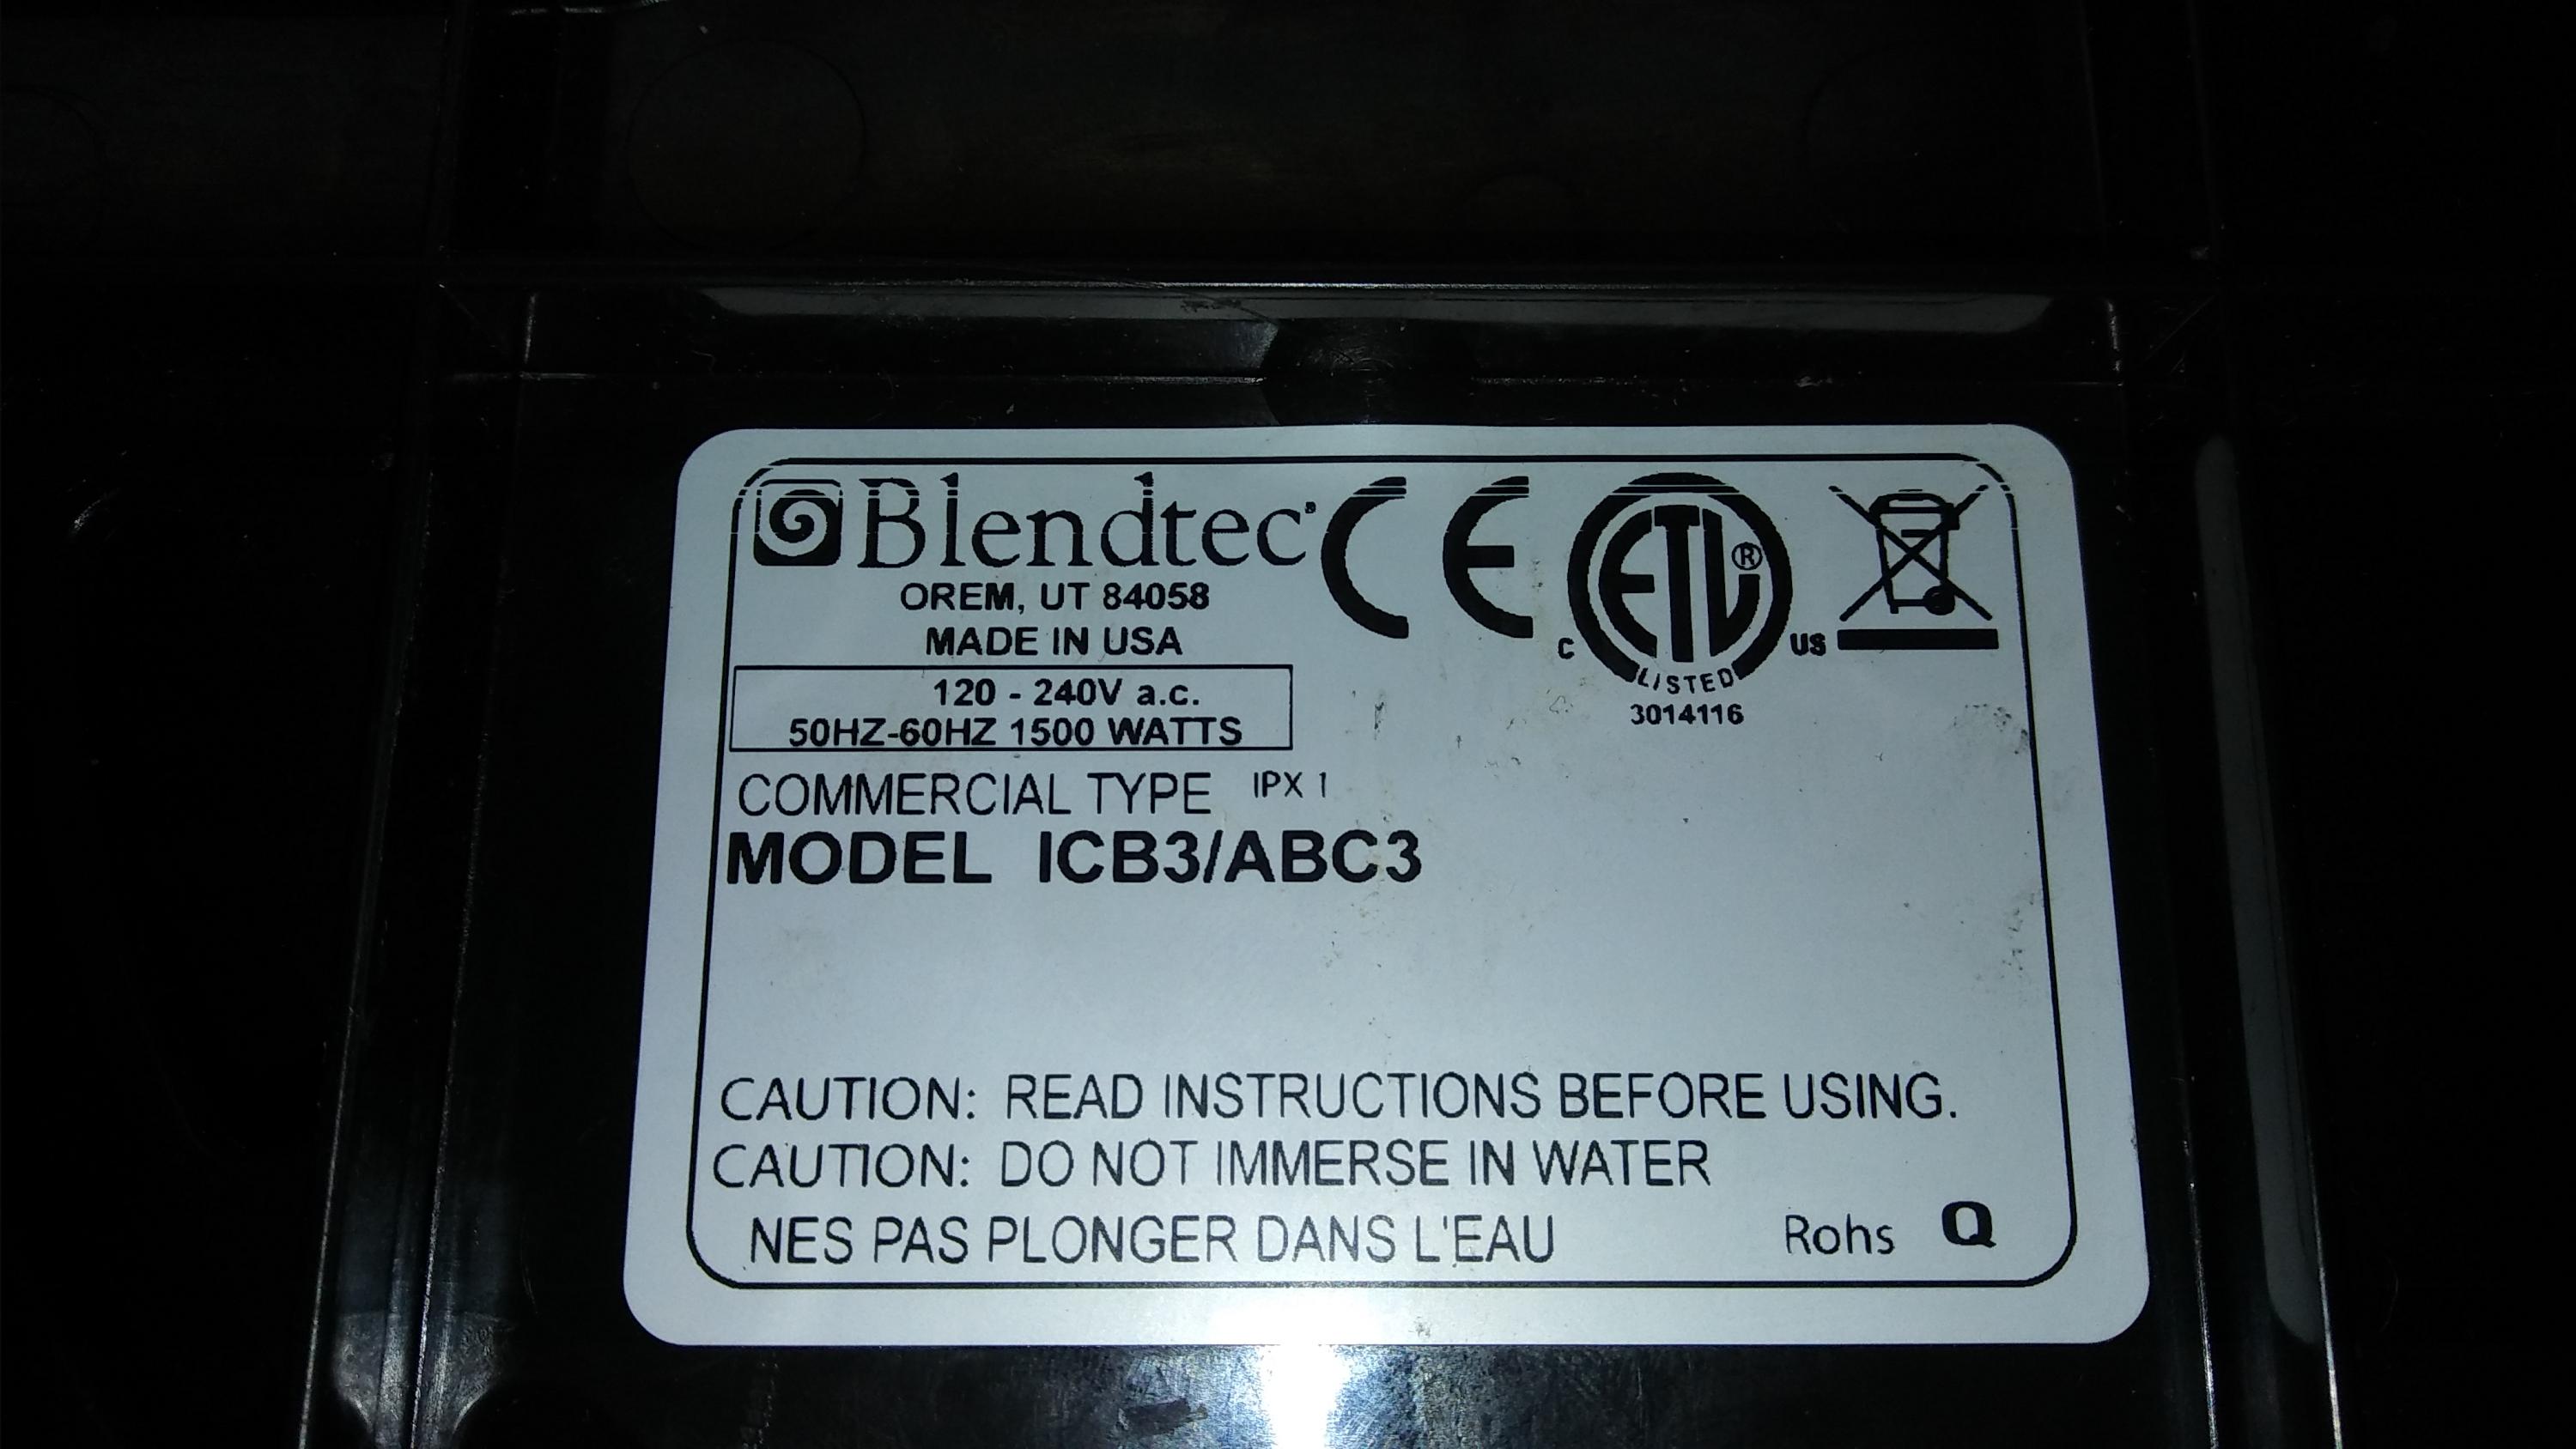 Blendtec®
OREM, UT 84058
MADE IN USA
120 - 240V a.c.
50HZ-60HZ 1500 WATTS
CE
ETL ®
C US
LISTED
3014116
COMMERCIAL TYPE IPX 1
MODEL ICB3/ABC3
CAUTION: READ INSTRUCTIONS BEFORE USING.
CAUTION: DO NOT IMMERSE IN WATER
NES PAS PLONGER DANS L'EAU
Rohs Q